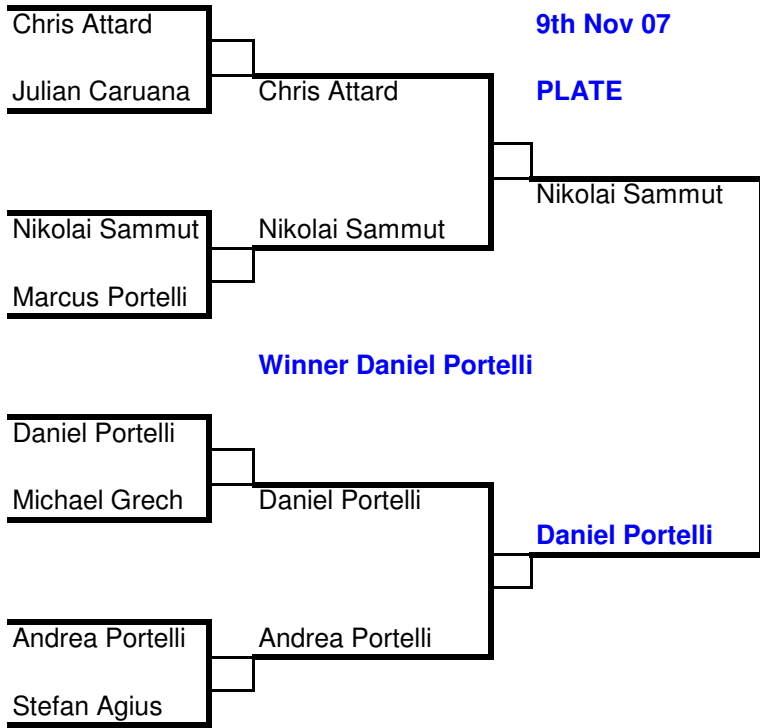 Chris Attard
9th Nov 07
Julian Caruana
Chris Attard
PLATE
Nikolai Sammut
Nikolai Sammut
Nikolai Sammut
Marcus Portelli
Winner Daniel Portelli
Daniel Portelli
Michael Grech
Daniel Portelli
Daniel Portelli
Andrea Portelli
Andrea Portelli
Stefan Agius